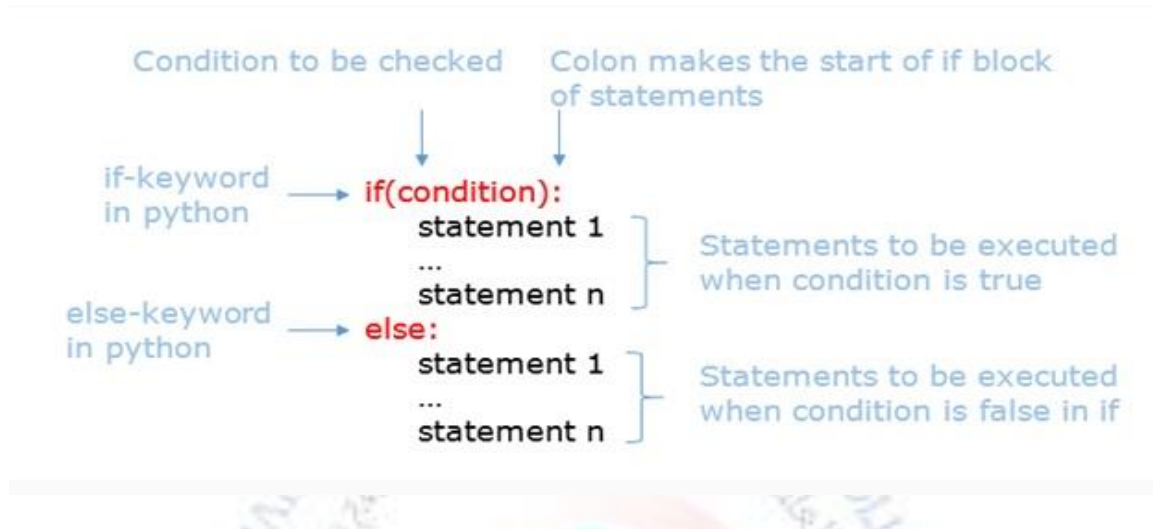 Condition to be checked
Colon makes the start of if block
of statements
if-keyword
in python
if(condition):
statement 1
...
statement n
Statements to be executed
when condition is true
else-keyword
in python
else:
statement 1
...
statement n
Statements to be executed
when condition is false in if